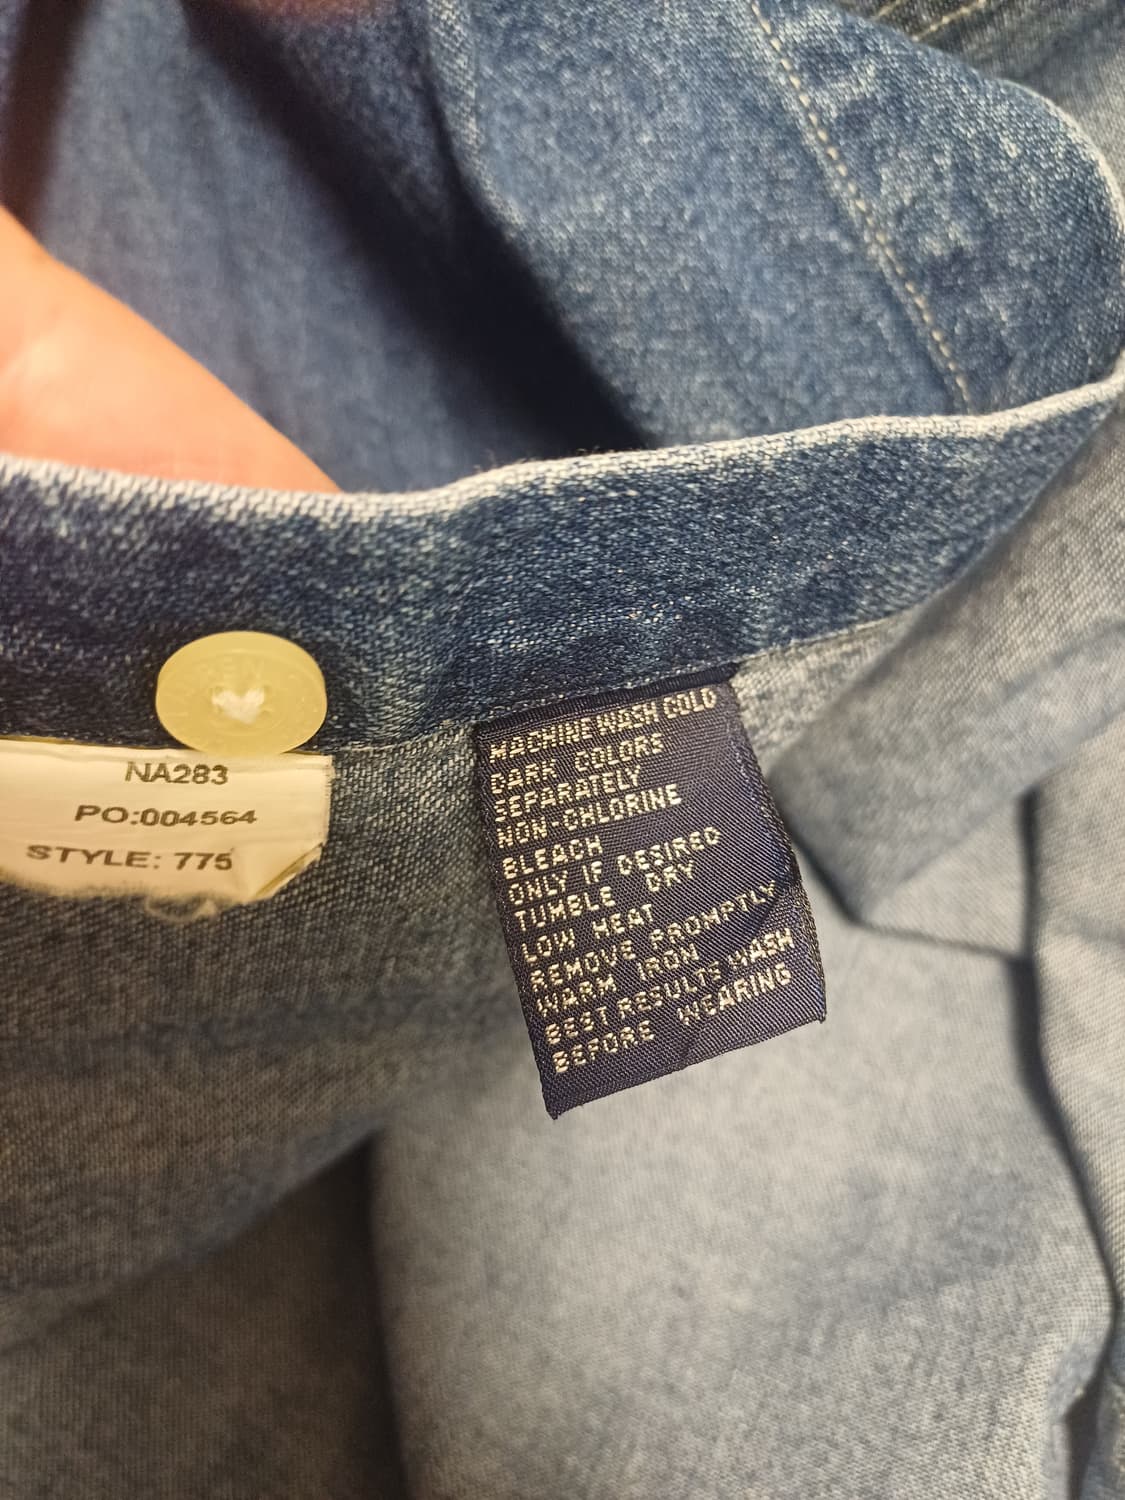 NA283
PO:004564
STYLE: 775
MACHINE WASH COLD
DARK COLORS
SEPARATELY
NON-CHLORINE
BLEACH
ONLY IF DESIRED
TUMBLE DRY
LOW HEAT
REMOVE PROMPTLY
WARM IRON
BEST RESULTS WASH
BEFORE WEARING